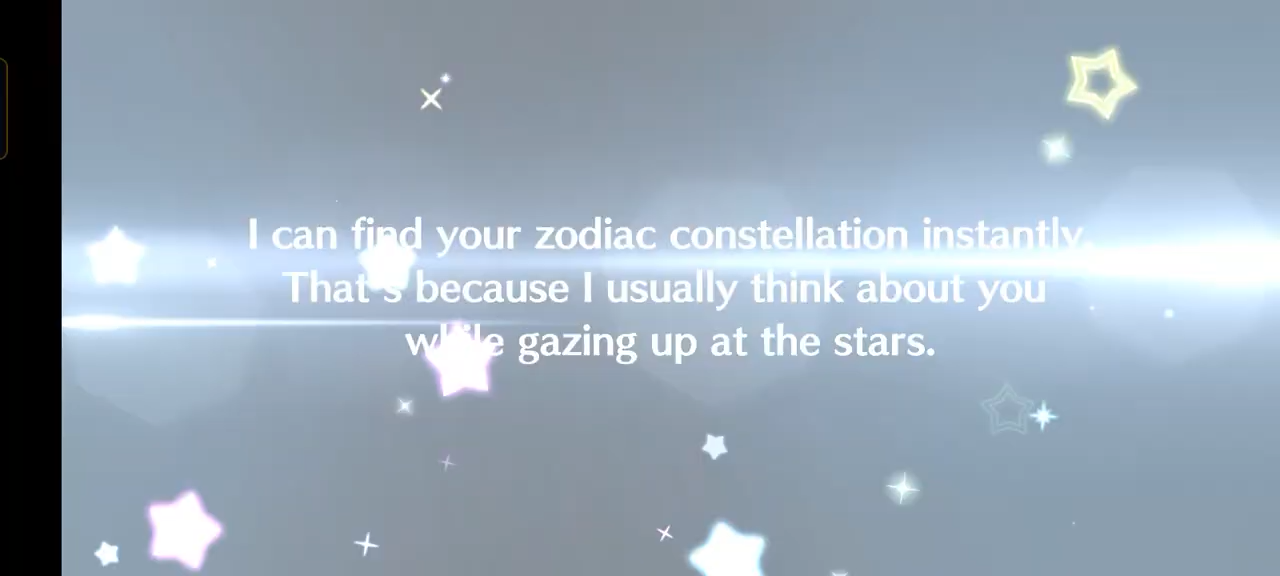 I can find your zodiac constellation instantly.
That's because I usually think about you
while gazing up at the stars.